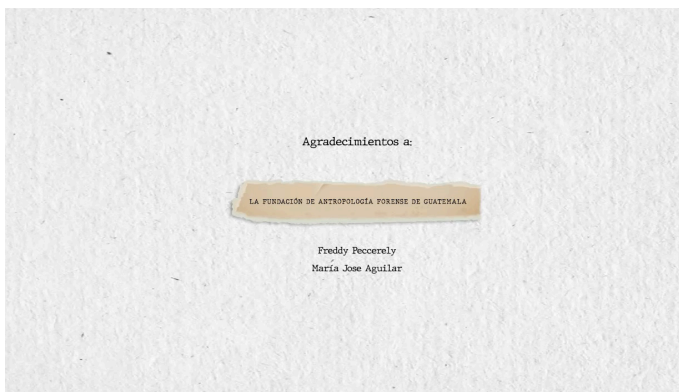 Agradecimientos a:
LA FUNDACIÓN DE ANTROPOLOGÍA FORENSE DE GUATEMALA
Freddy Peccerely
María Jose Aguilar